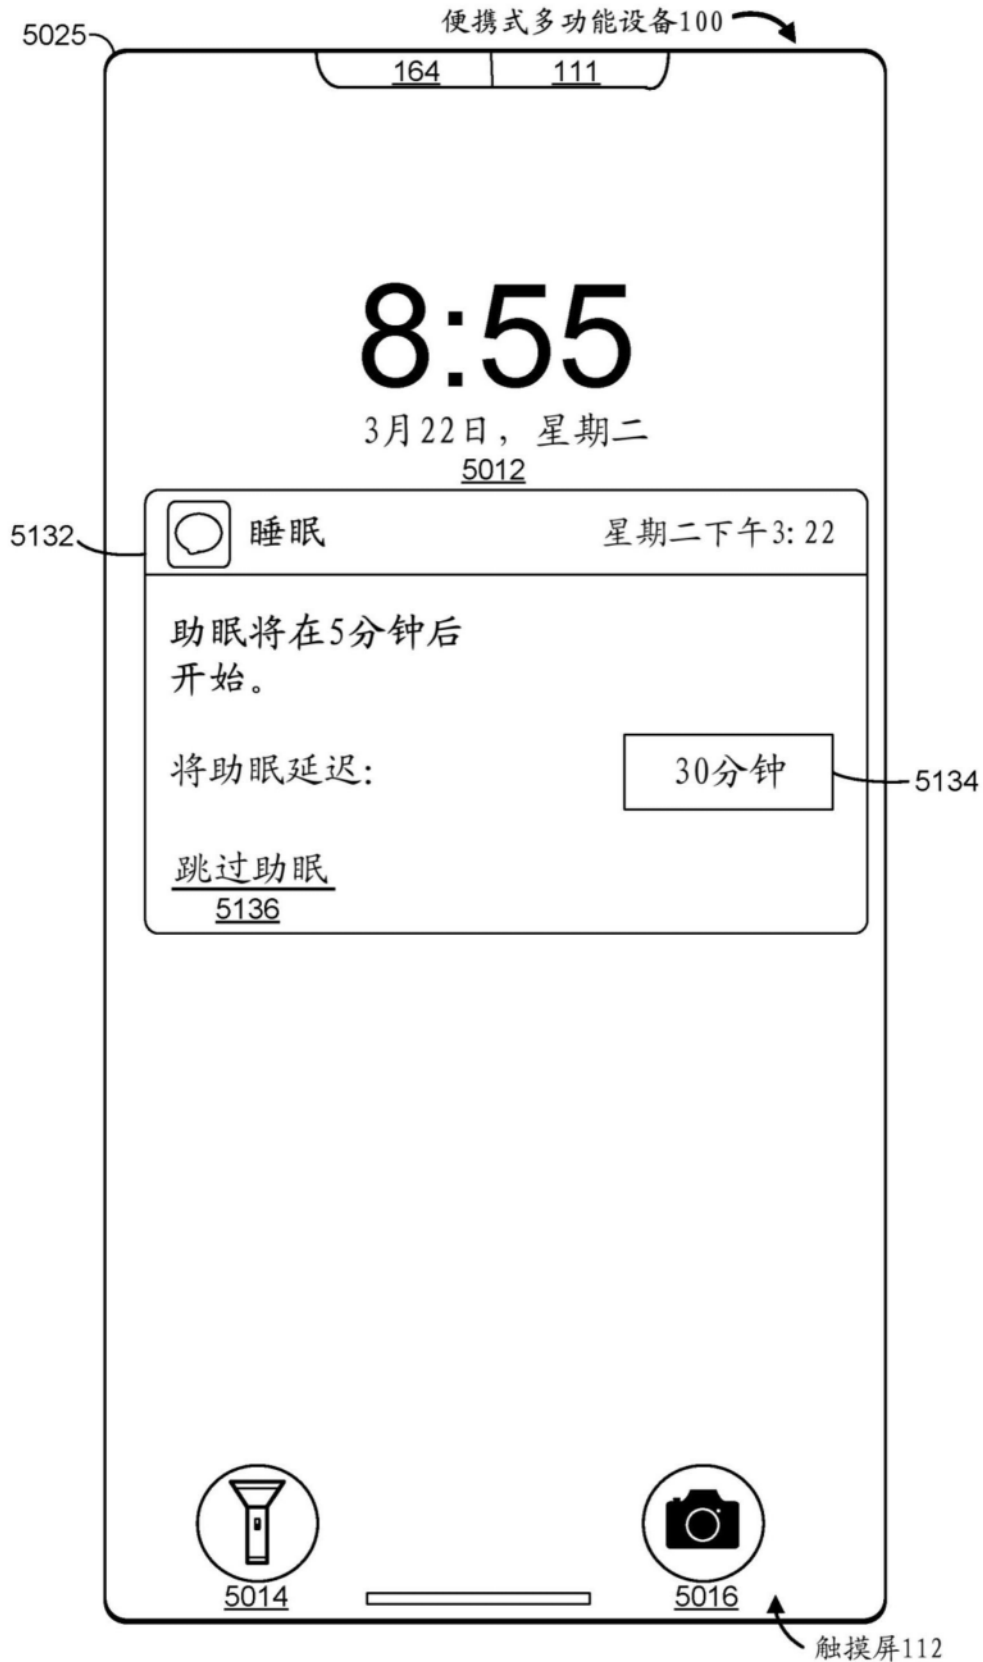 便携式多功能设备100
5025
164
111
8:55
3月22日，星期二
5012
5132
睡眠
星期二下午3:22
助眠将在5分钟后
开始。
将助眠延迟:
30分钟
5134
跳过助眠
5136
5014
5016
触摸屏112